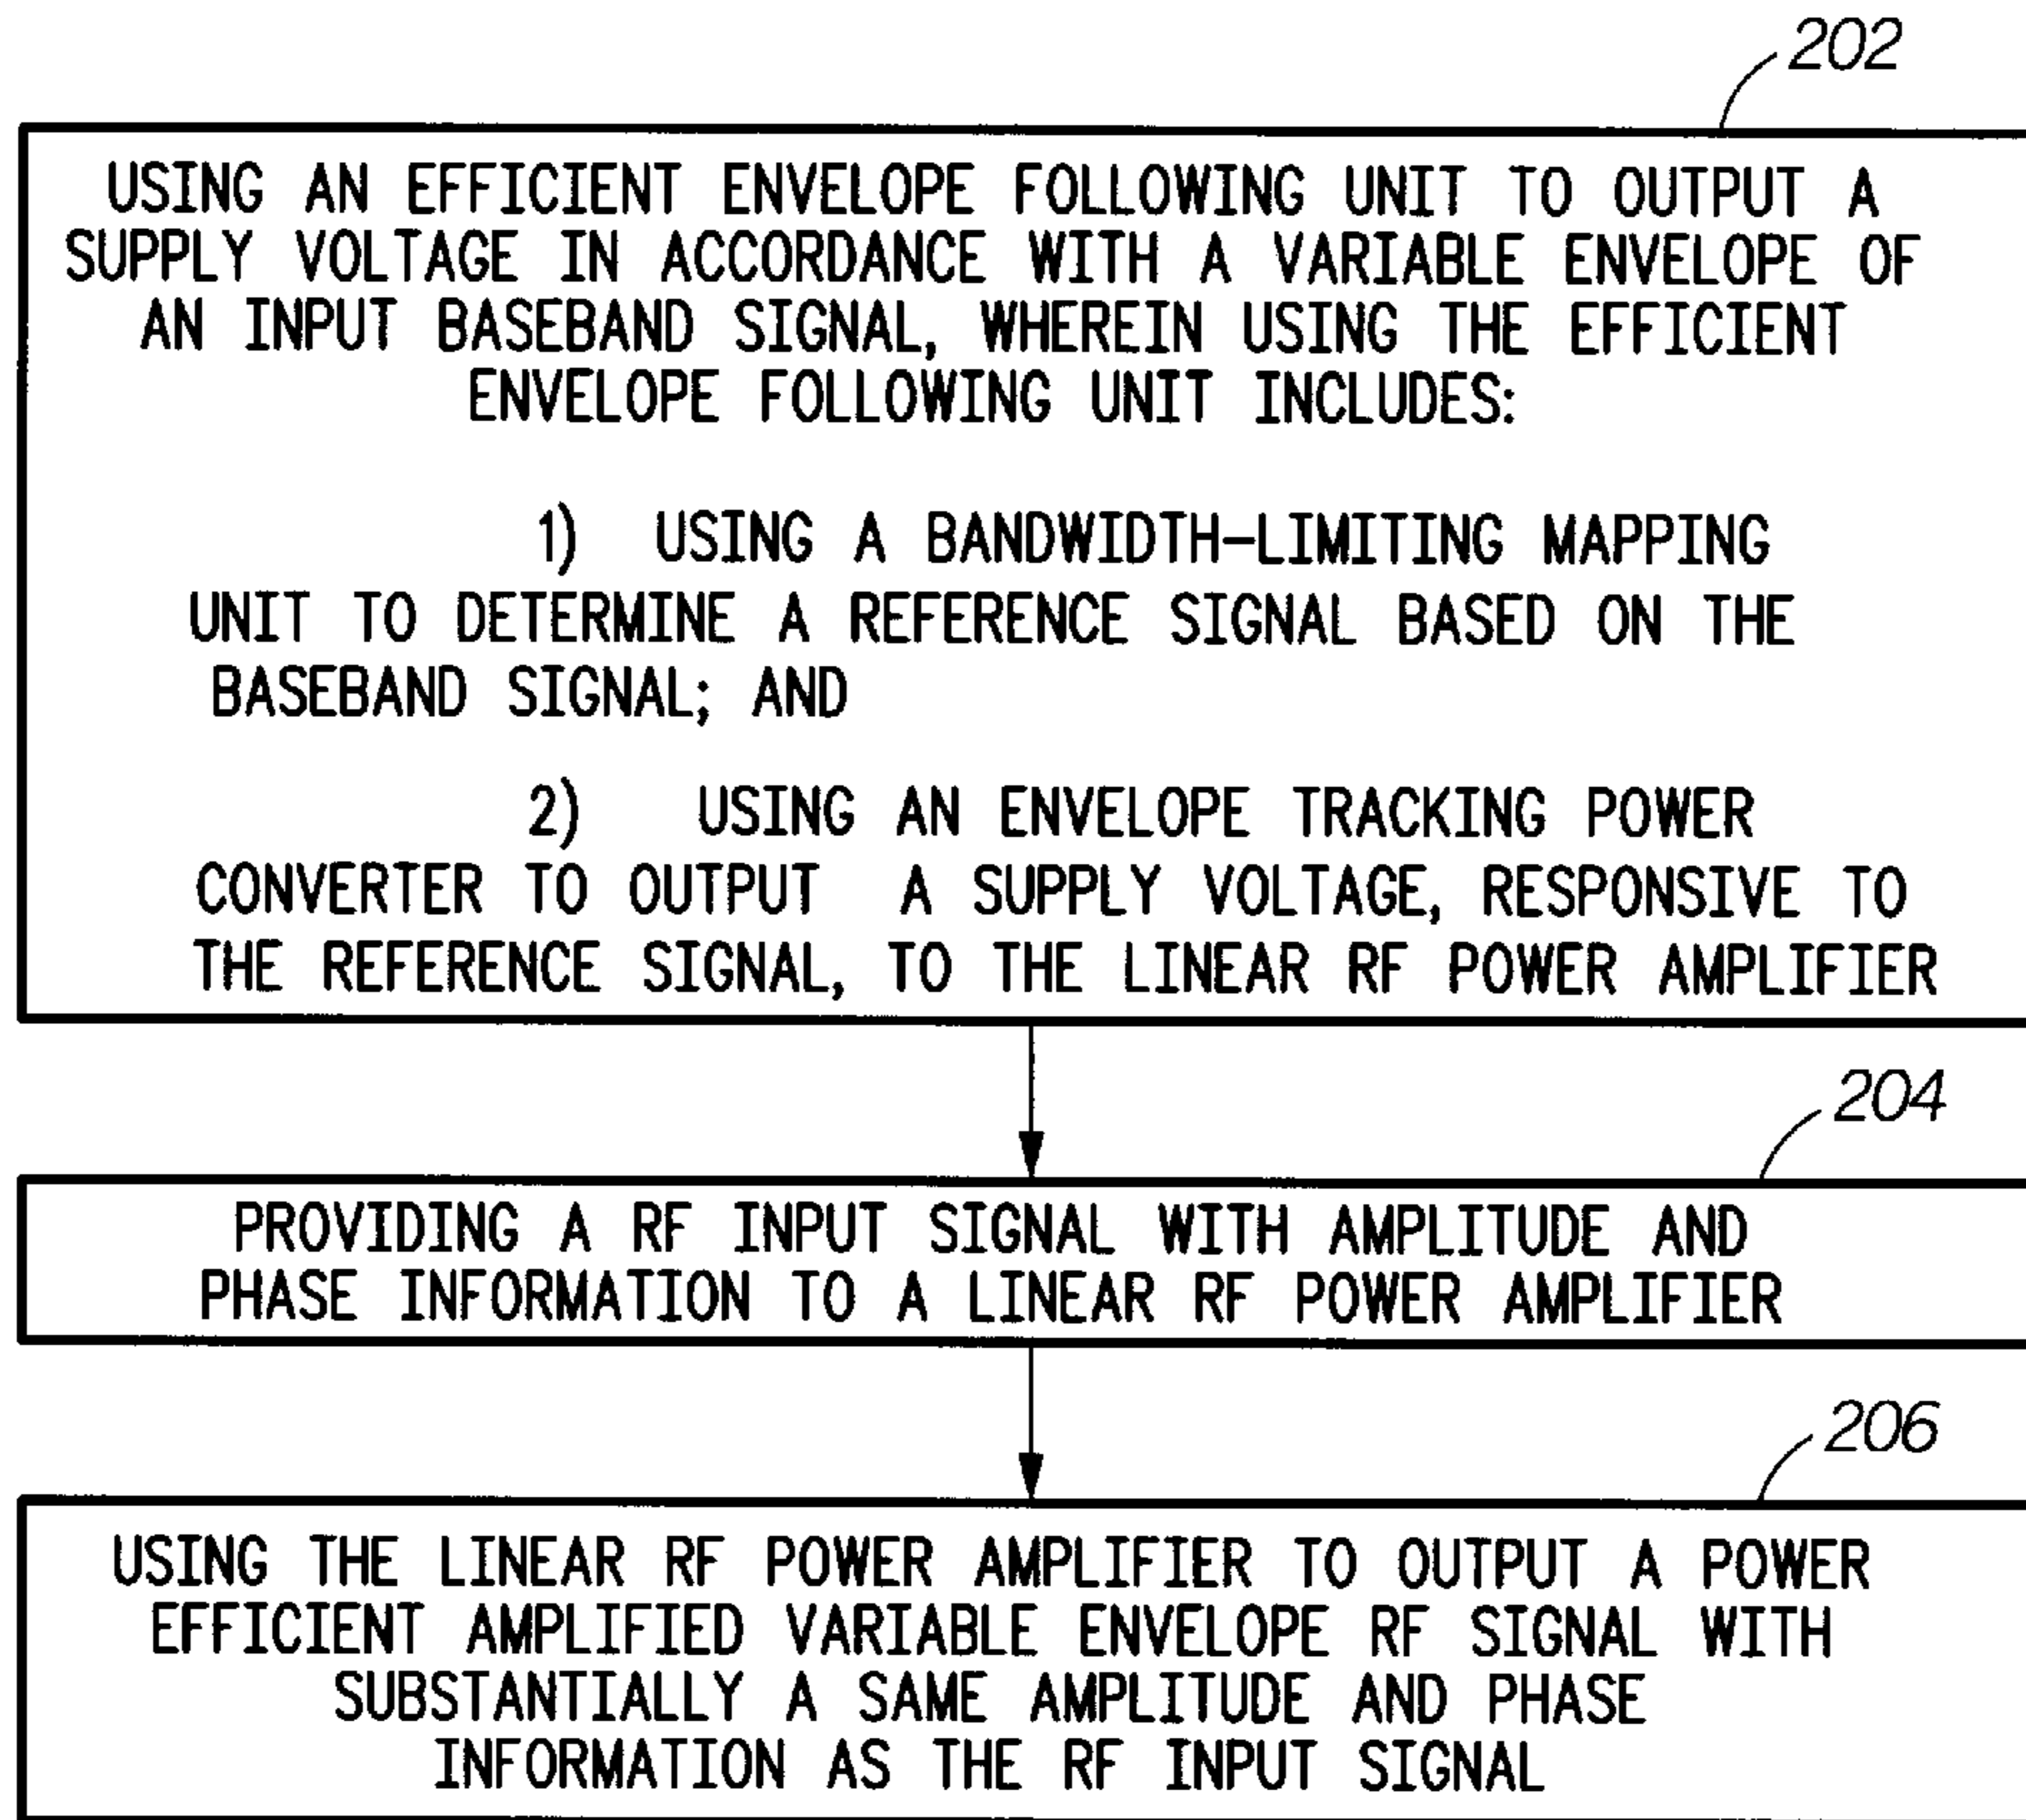 202
USING AN EFFICIENT ENVELOPE FOLLOWING UNIT TO OUTPUT A
SUPPLY VOLTAGE IN ACCORDANCE WITH A VARIABLE ENVELOPE OF
AN INPUT BASEBAND SIGNAL, WHEREIN USING THE EFFICIENT
ENVELOPE FOLLOWING UNIT INCLUDES:
1) USING A BANDWIDTH-LIMITING MAPPING
UNIT TO DETERMINE A REFERENCE SIGNAL BASED ON THE
BASEBAND SIGNAL; AND
2) USING AN ENVELOPE TRACKING POWER
CONVERTER TO OUTPUT A SUPPLY VOLTAGE, RESPONSIVE TO
THE REFERENCE SIGNAL, TO THE LINEAR RF POWER AMPLIFIER
204
PROVIDING A RF INPUT SIGNAL WITH AMPLITUDE AND
PHASE INFORMATION TO A LINEAR RF POWER AMPLIFIER
206
USING THE LINEAR RF POWER AMPLIFIER TO OUTPUT A POWER
EFFICIENT AMPLIFIED VARIABLE ENVELOPE RF SIGNAL WITH
SUBSTANTIALLY A SAME AMPLITUDE AND PHASE
INFORMATION AS THE RF INPUT SIGNAL